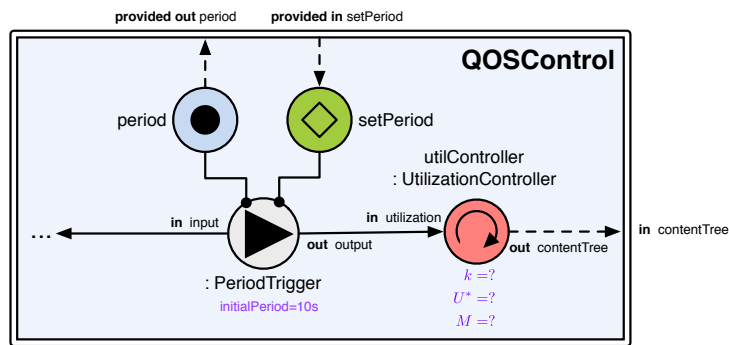 provided out period
provided in setPeriod
QOSControl
period
setPeriod
utilController
: UtilizationController
in input
in utilization
in contentTree
...
out output
out contentTree
: PeriodTrigger
initialPeriod=10s
k =?
U* =?
M =?